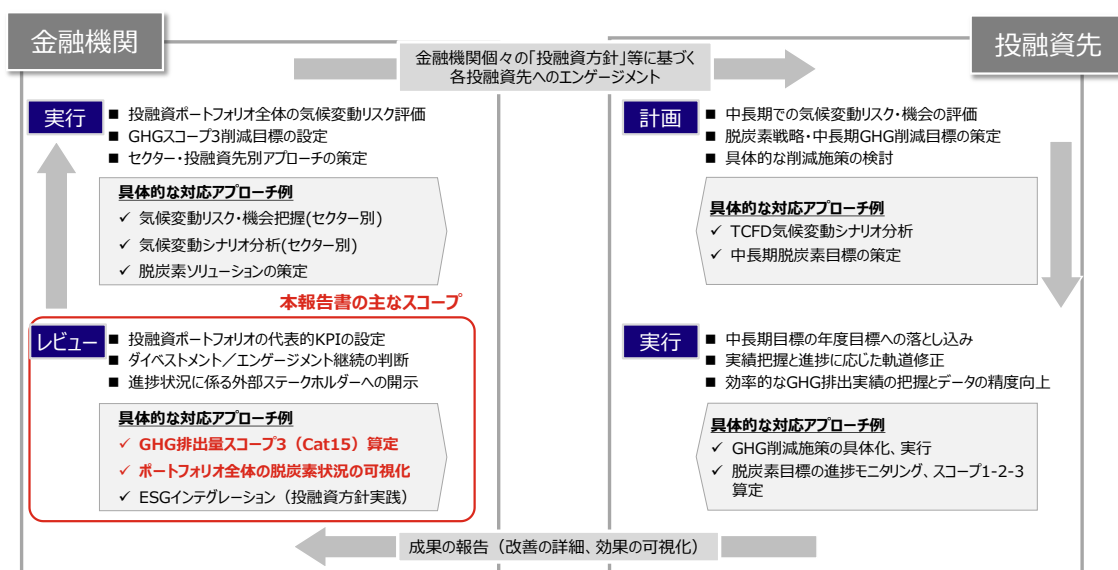 金融機関
投融資先
金融機関個々の「投融資方針」等に基づく
各投融資先へのエンゲージメント
実行
■ 投融資ポートフォリオ全体の気候変動リスク評価
■ GHGスコープ3削減目標の設定
■ セクター・投融資先別アプローチの策定
具体的な対応アプローチ例
✓ 気候変動リスク・機会把握(セクター別)
✓ 気候変動シナリオ分析(セクター別)
✓ 脱炭素ソリューションの策定
計画
■ 中長期での気候変動リスク・機会の評価
■ 脱炭素戦略・中長期GHG削減目標の策定
■ 具体的な削減施策の検討
具体的な対応アプローチ例
✓ TCFD気候変動シナリオ分析
✓ 中長期脱炭素目標の策定
本報告書の主なスコープ
レビュー
■ 投融資ポートフォリオの代表的KPIの設定
■ ダイベストメント／エンゲージメント継続の判断
■ 進捗状況に係る外部ステークホルダーへの開示
具体的な対応アプローチ例
✓ GHG排出量スコープ3（Cat15）算定
✓ ポートフォリオ全体の脱炭素状況の可視化
✓ ESGインテグレーション（投融資方針実践）
実行
■ 中長期目標の年度目標への落とし込み
■ 実績把握と進捗に応じた軌道修正
■ 効率的なGHG排出実績の把握とデータの精度向上
具体的な対応アプローチ例
✓ GHG削減施策の具体化、実行
✓ 脱炭素目標の進捗モニタリング、スコープ1-2-3
算定
成果の報告（改善の詳細、効果の可視化）